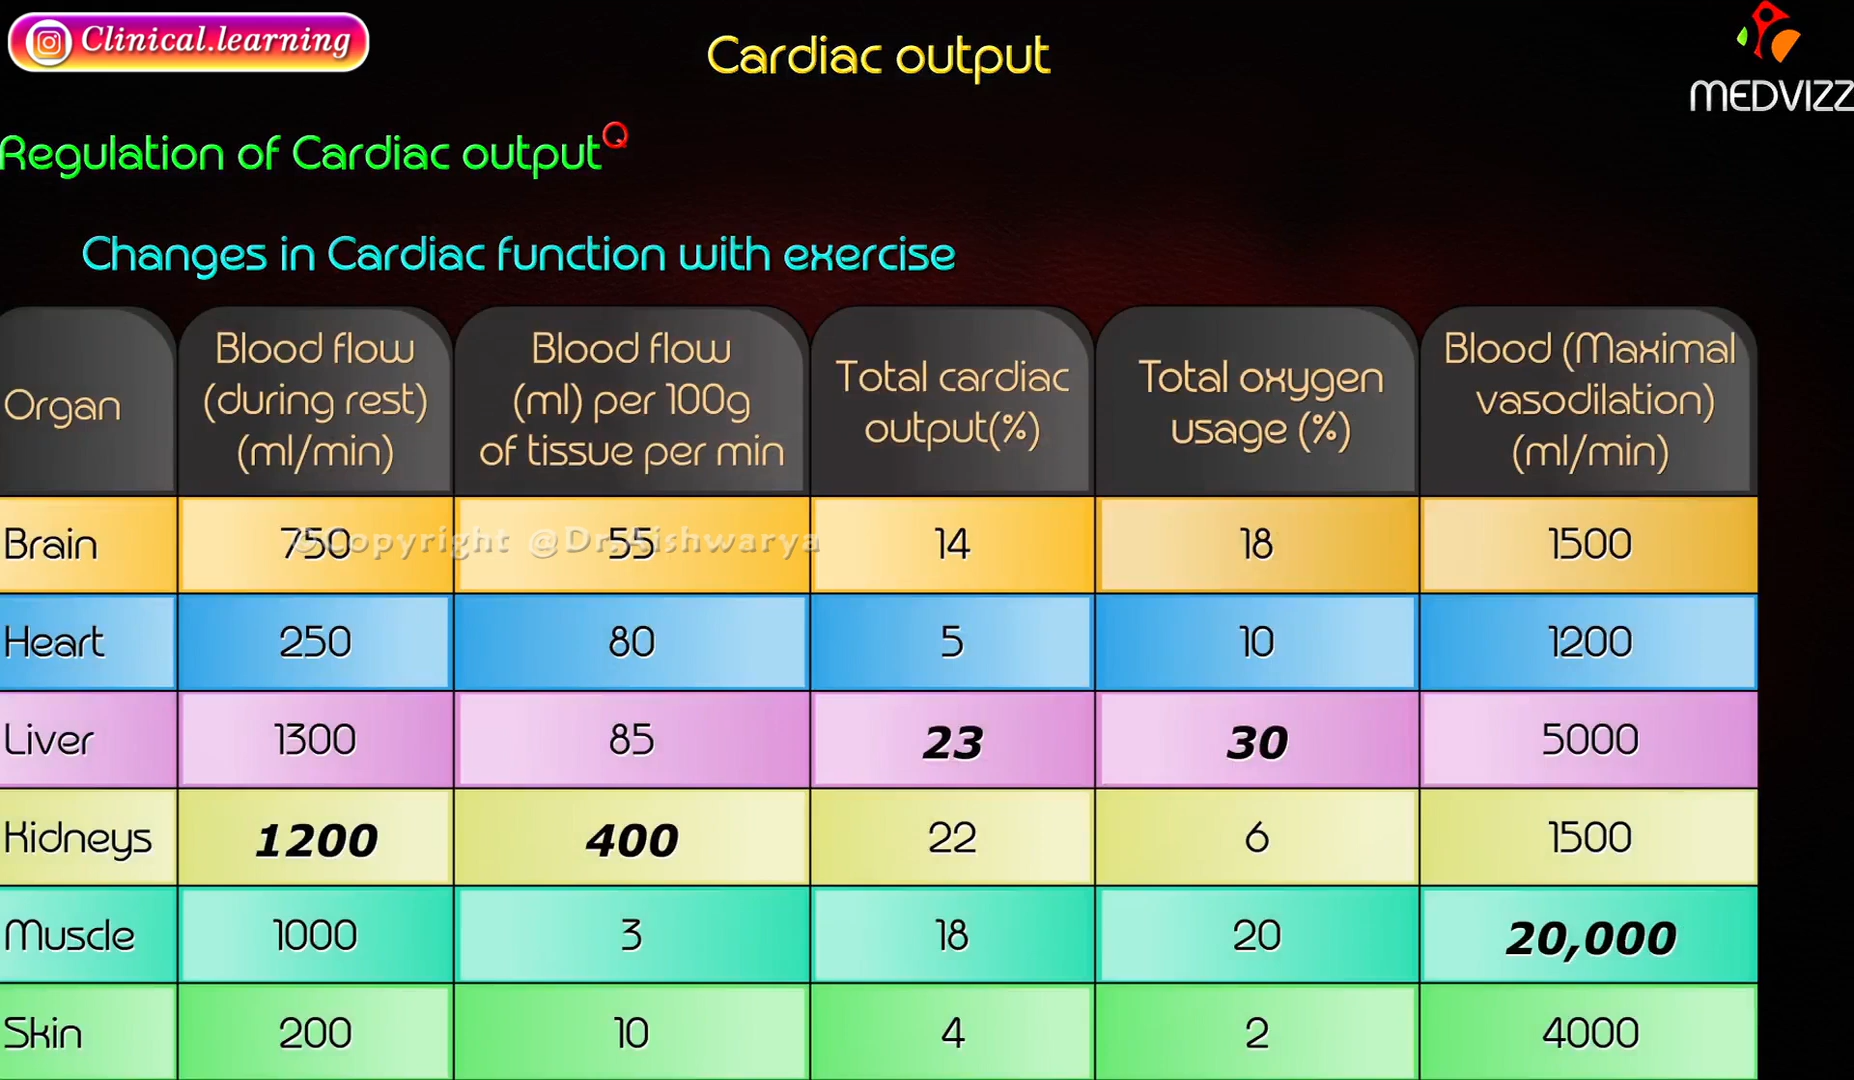 Clinical.learning
Cardiac output
MEDVIZZ
Regulation of Cardiac output Q
Changes in Cardiac function with exercise
Organ
Blood flow
(during rest)
(ml/min)
Blood flow
(ml) per 100g
of tissue per min
Total cardiac
output(%)
Total oxygen
usage (%)
Blood (Maximal
vasodilation)
(ml/min)
Brain 750 55 14 18 1500
©Copyright @Dr.Aishwarya
Heart 250 80 5 10 1200
Liver 1300 85 23 30 5000
Kidneys 1200 400 22 6 1500
Muscle 1000 3 18 20 20,000
Skin 200 10 4 2 4000